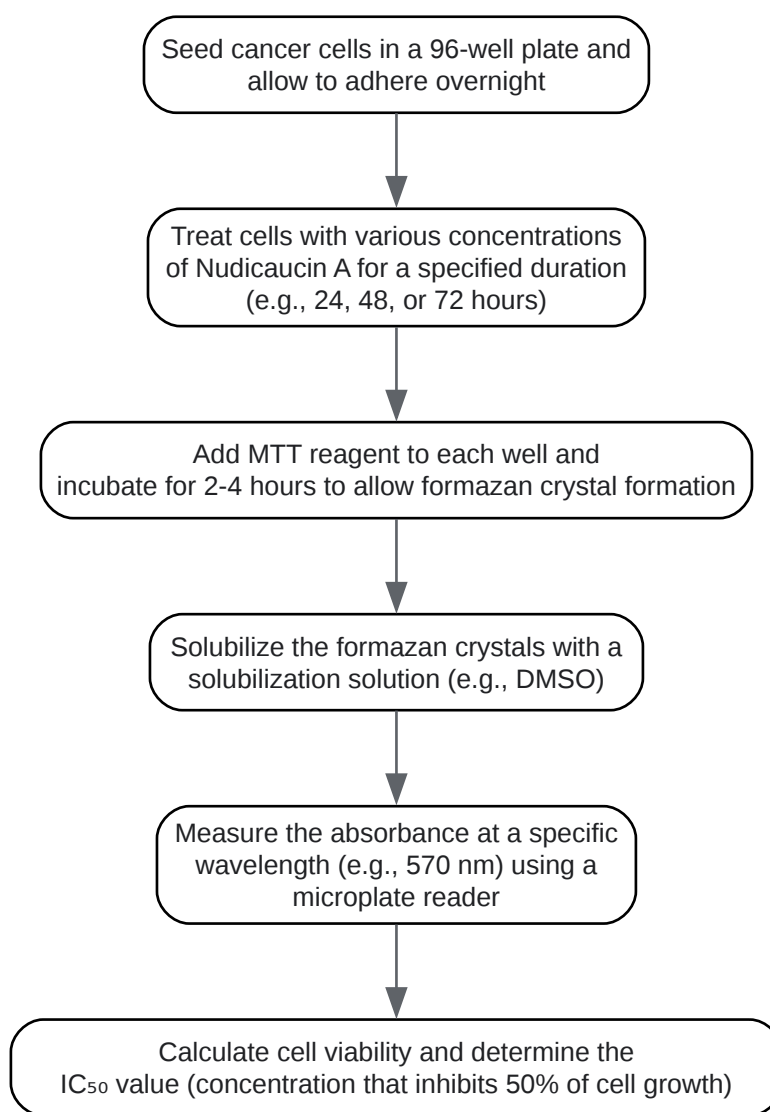 Seed cancer cells in a 96-well plate and
allow to adhere overnight
Treat cells with various concentrations
of Nudicaucin A for a specified duration
(e.g., 24, 48, or 72 hours)
Add MTT reagent to each well and
incubate for 2-4 hours to allow formazan crystal formation
Solubilize the formazan crystals with a
solubilization solution (e.g., DMSO)
Measure the absorbance at a specific
wavelength (e.g., 570 nm) using a
microplate reader
Calculate cell viability and determine the
IC₅₀ value (concentration that inhibits 50% of cell growth)